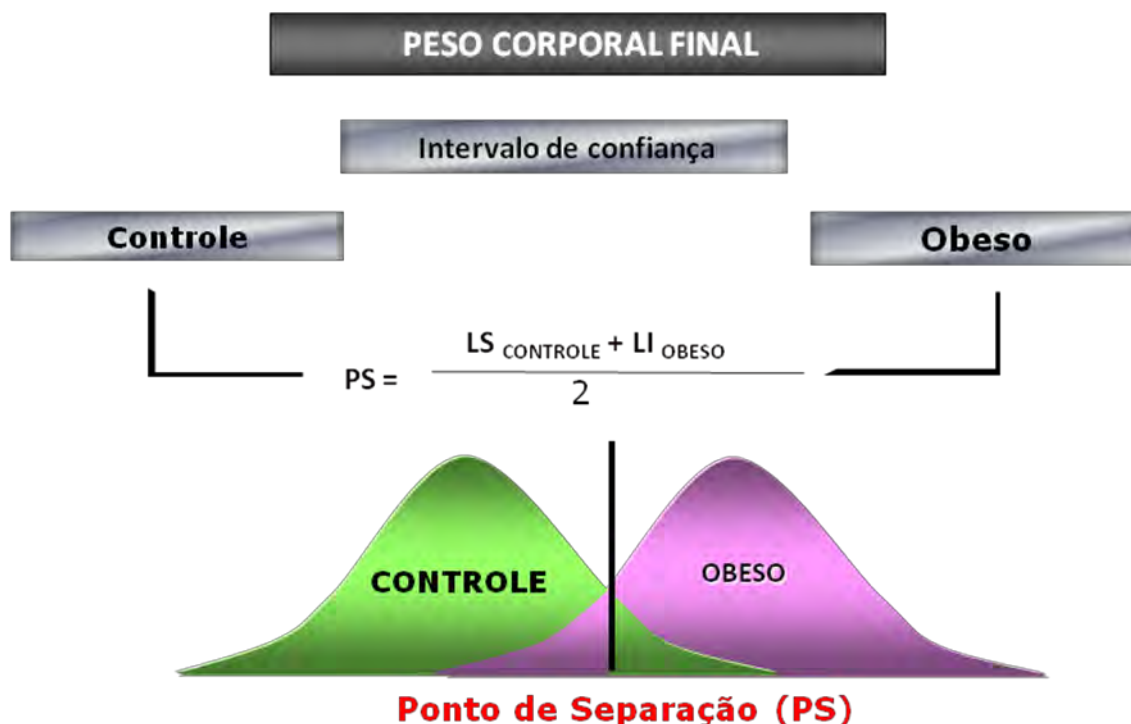 PESO CORPORAL FINAL
Intervalo de confiança
Controle
Obeso
LS CONTROLE + LI OBESO
PS =
2
CONTROLE
OBESO
Ponto de Separação (PS)